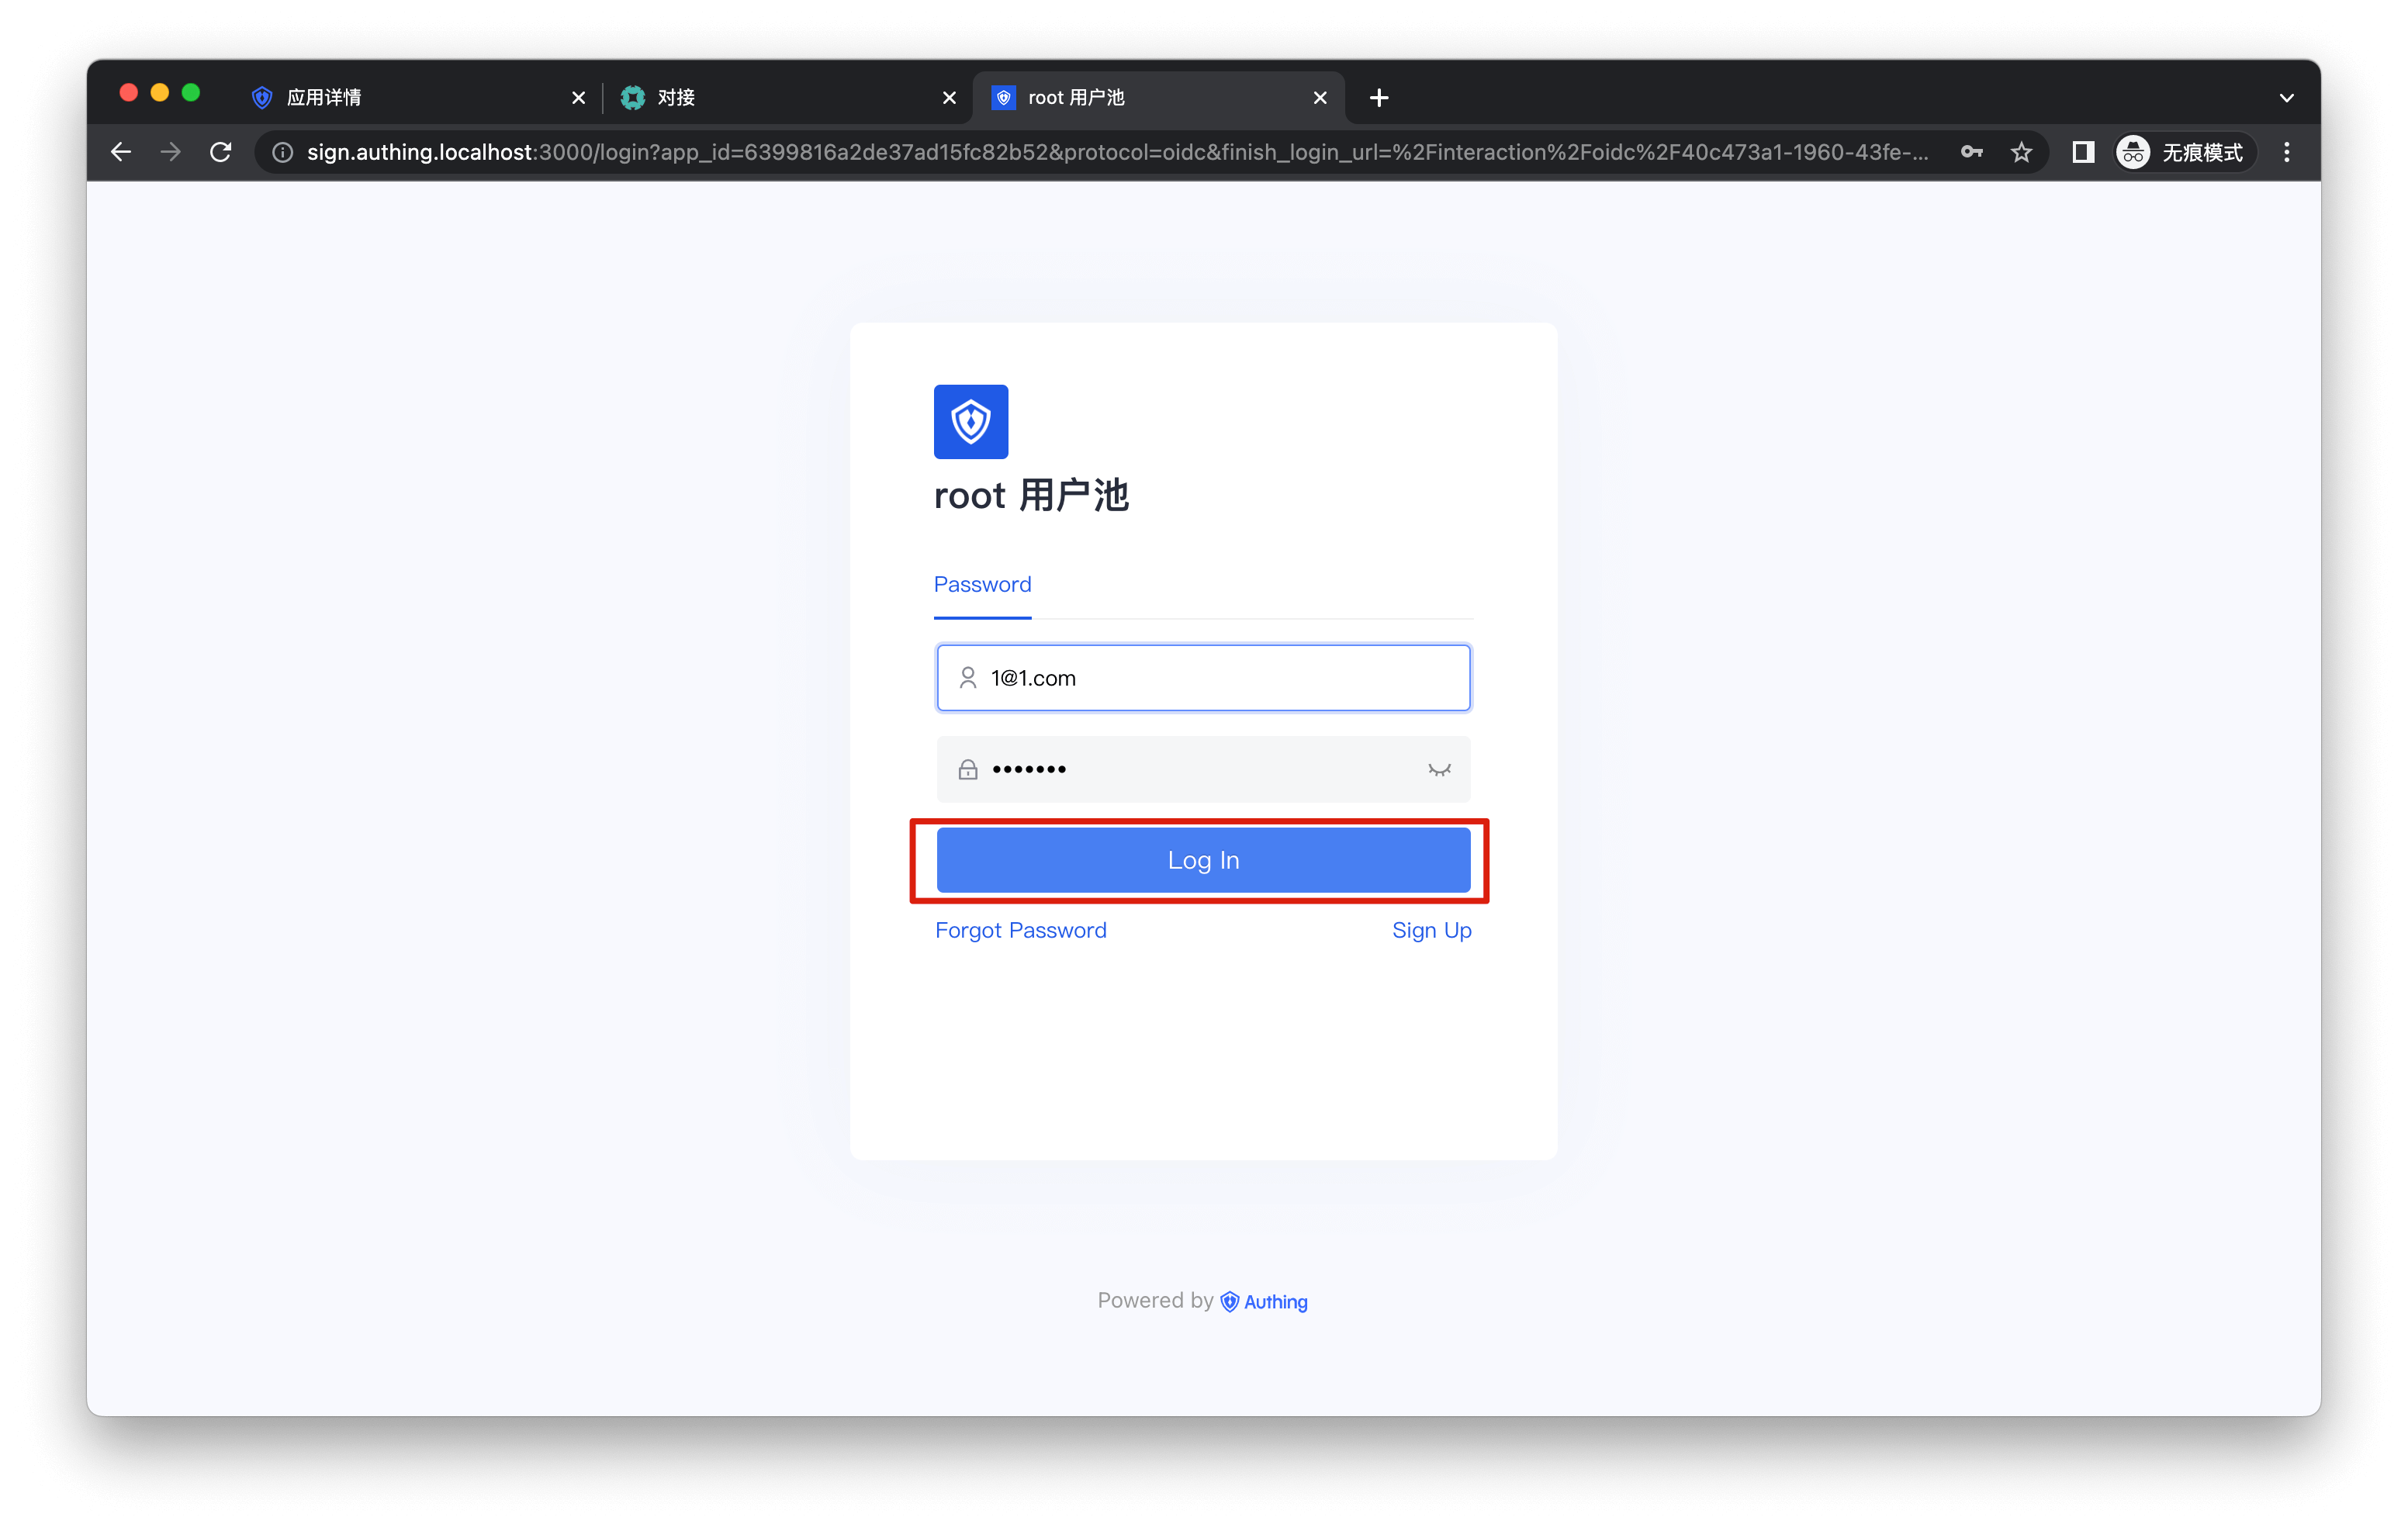 应用详情
对接
root 用户池
sign.authing.localhost:3000/login?app_id=6399816a2de37ad15fc82b52&protocol=oidc&finish_login_url=%2Finteraction%2Foidc%2F40c473a1-1960-43fe-...
无痕模式
root 用户池
Password
1@1.com
•••••••
Log In
Forgot Password
Sign Up
Powered by Authing